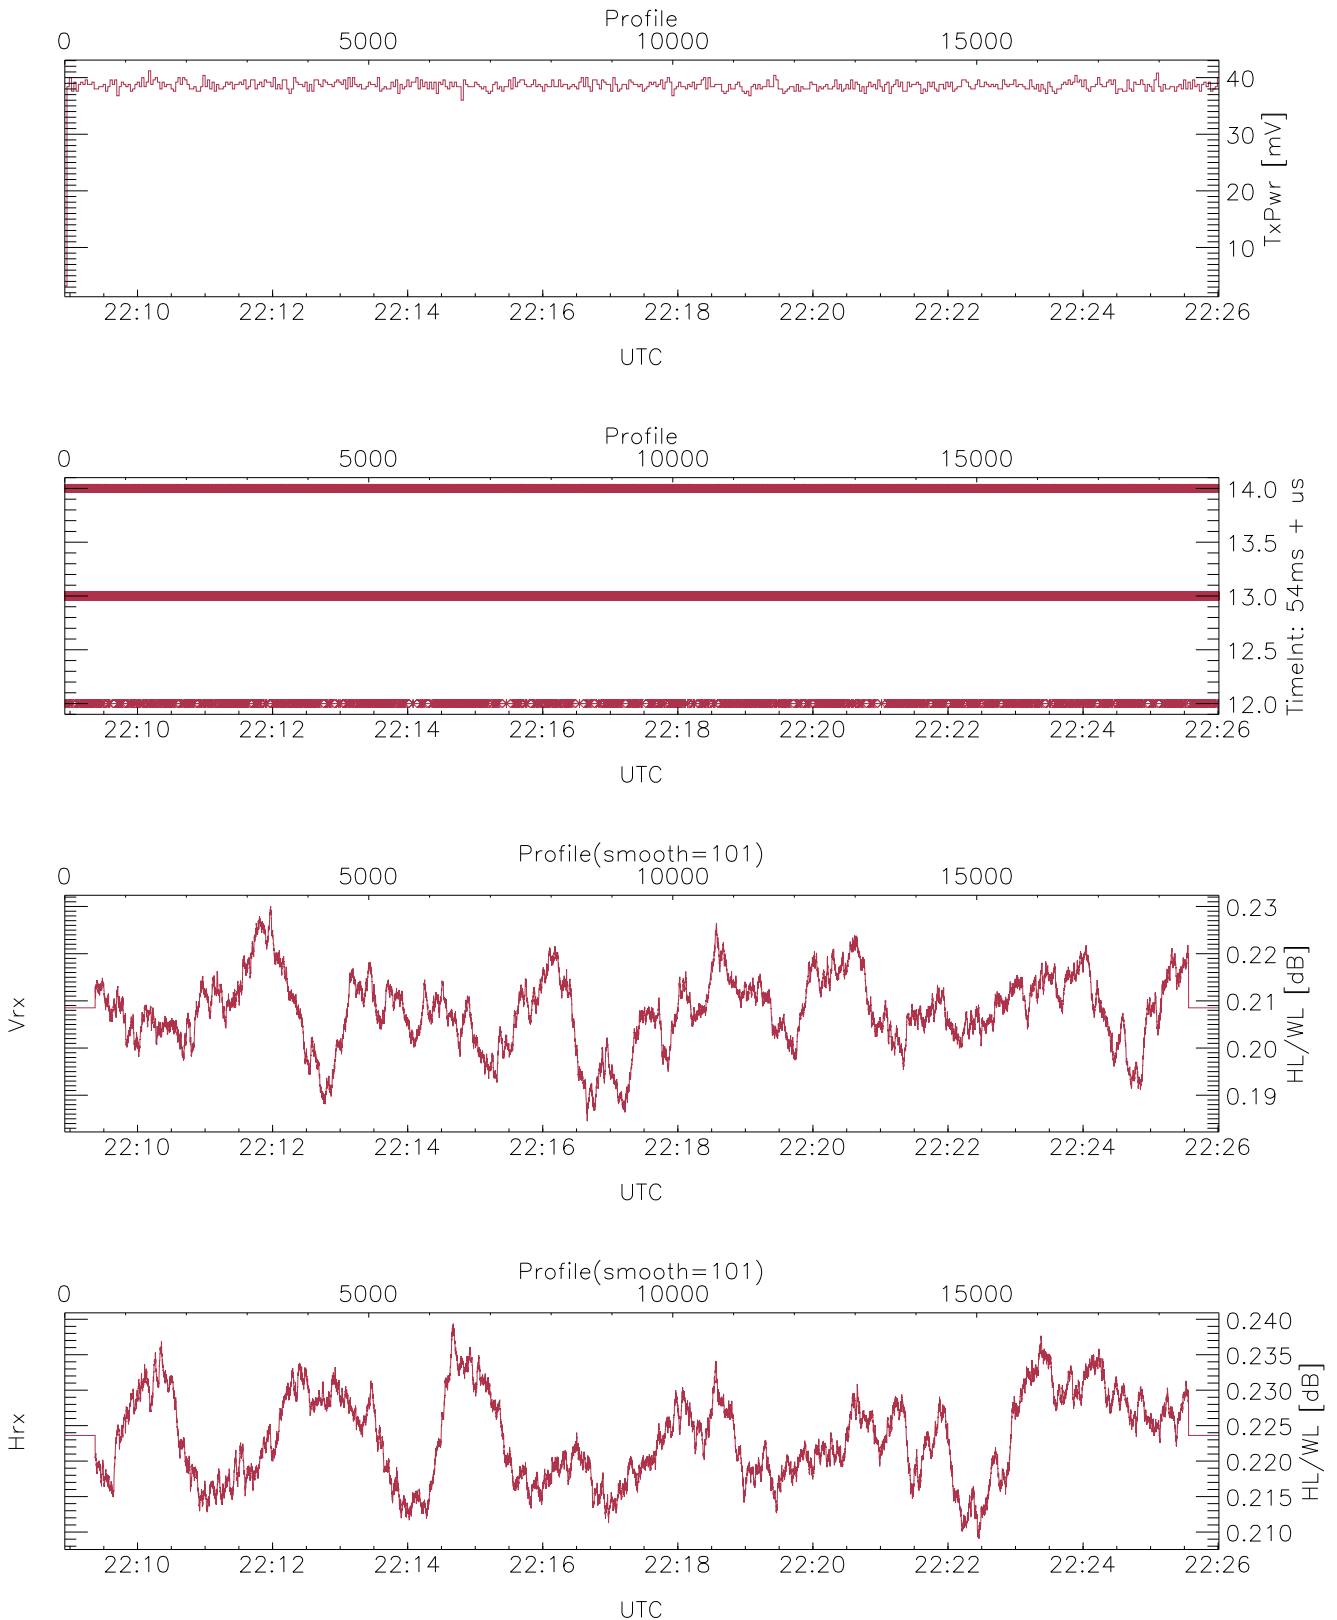 Profile
0 5000 10000 15000
40
30
20
10
TxPwr [mV]
22:10 22:12 22:14 22:16 22:18 22:20 22:22 22:24 22:26
UTC
Profile
0 5000 10000 15000
14.0
13.5
13.0
12.5
12.0
TimeInt: 54ms + us
22:10 22:12 22:14 22:16 22:18 22:20 22:22 22:24 22:26
UTC
Profile(smooth=101)
0 5000 10000 15000
Vrx
0.23
0.22
0.21
0.20
0.19
HL/WL [dB]
22:10 22:12 22:14 22:16 22:18 22:20 22:22 22:24 22:26
UTC
Profile(smooth=101)
0 5000 10000 15000
Hrx
0.240
0.235
0.230
0.225
0.220
0.215
0.210
HL/WL [dB]
22:10 22:12 22:14 22:16 22:18 22:20 22:22 22:24 22:26
UTC